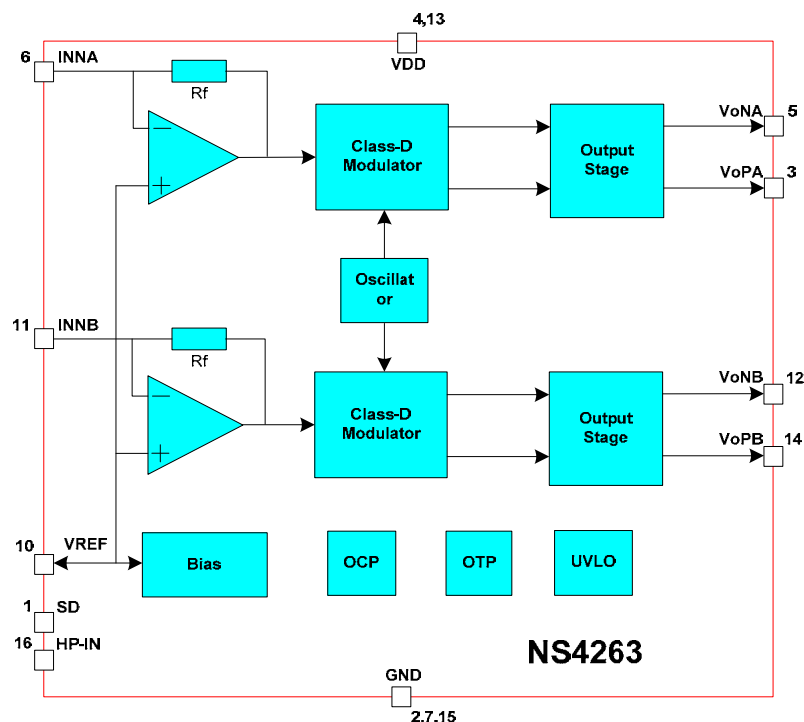 4,13
VDD
6 INNA
Rf
Class-D
Modulator
Output
Stage
VoNA 5
VoPA 3
Oscillat
or
11 INNB
Rf
Class-D
Modulator
Output
Stage
VoNB 12
VoPB 14
10 VREF
Bias
OCP
OTP
UVLO
1 SD
16 HP-IN
NS4263
GND
2,7,15